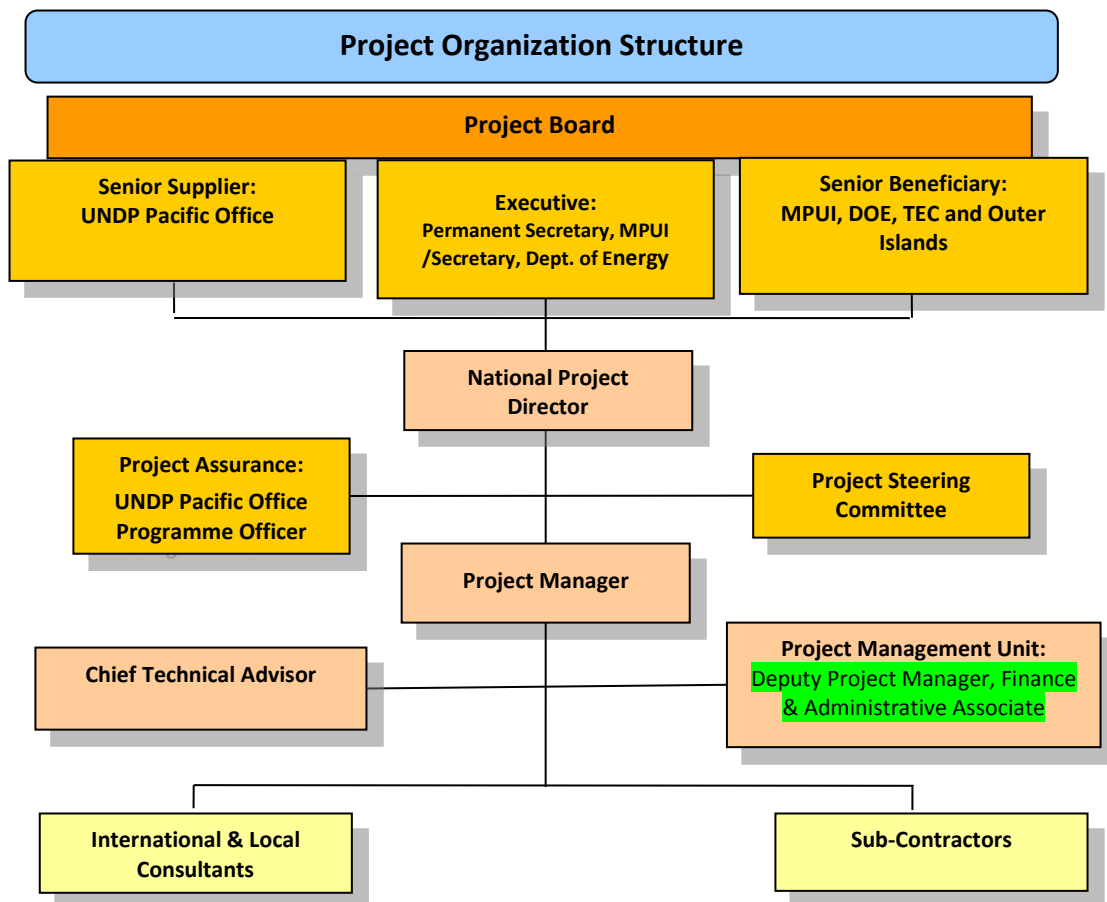 Project Organization Structure
Project Board
Senior Supplier:
UNDP Pacific Office
Executive:
Permanent Secretary, MPUI
/Secretary, Dept. of Energy
Senior Beneficiary:
MPUI, DOE, TEC and Outer
Islands
National Project
Director
Project Assurance:
UNDP Pacific Office
Programme Officer
Project Steering
Committee
Project Manager
Chief Technical Advisor
Project Management Unit:
Deputy Project Manager, Finance
& Administrative Associate
International & Local
Consultants
Sub-Contractors